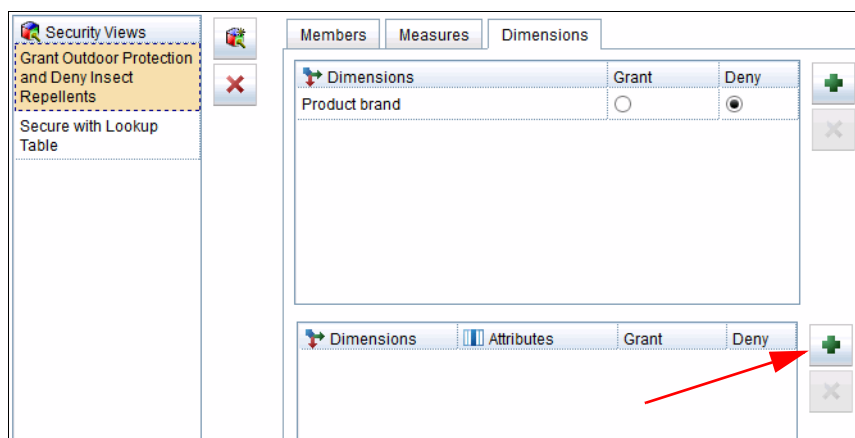 Security Views
Grant Outdoor Protection
and Deny Insect
Repellents
Secure with Lookup
Table
Members Measures Dimensions
Dimensions Grant Deny
Product brand
Dimensions Attributes Grant Deny